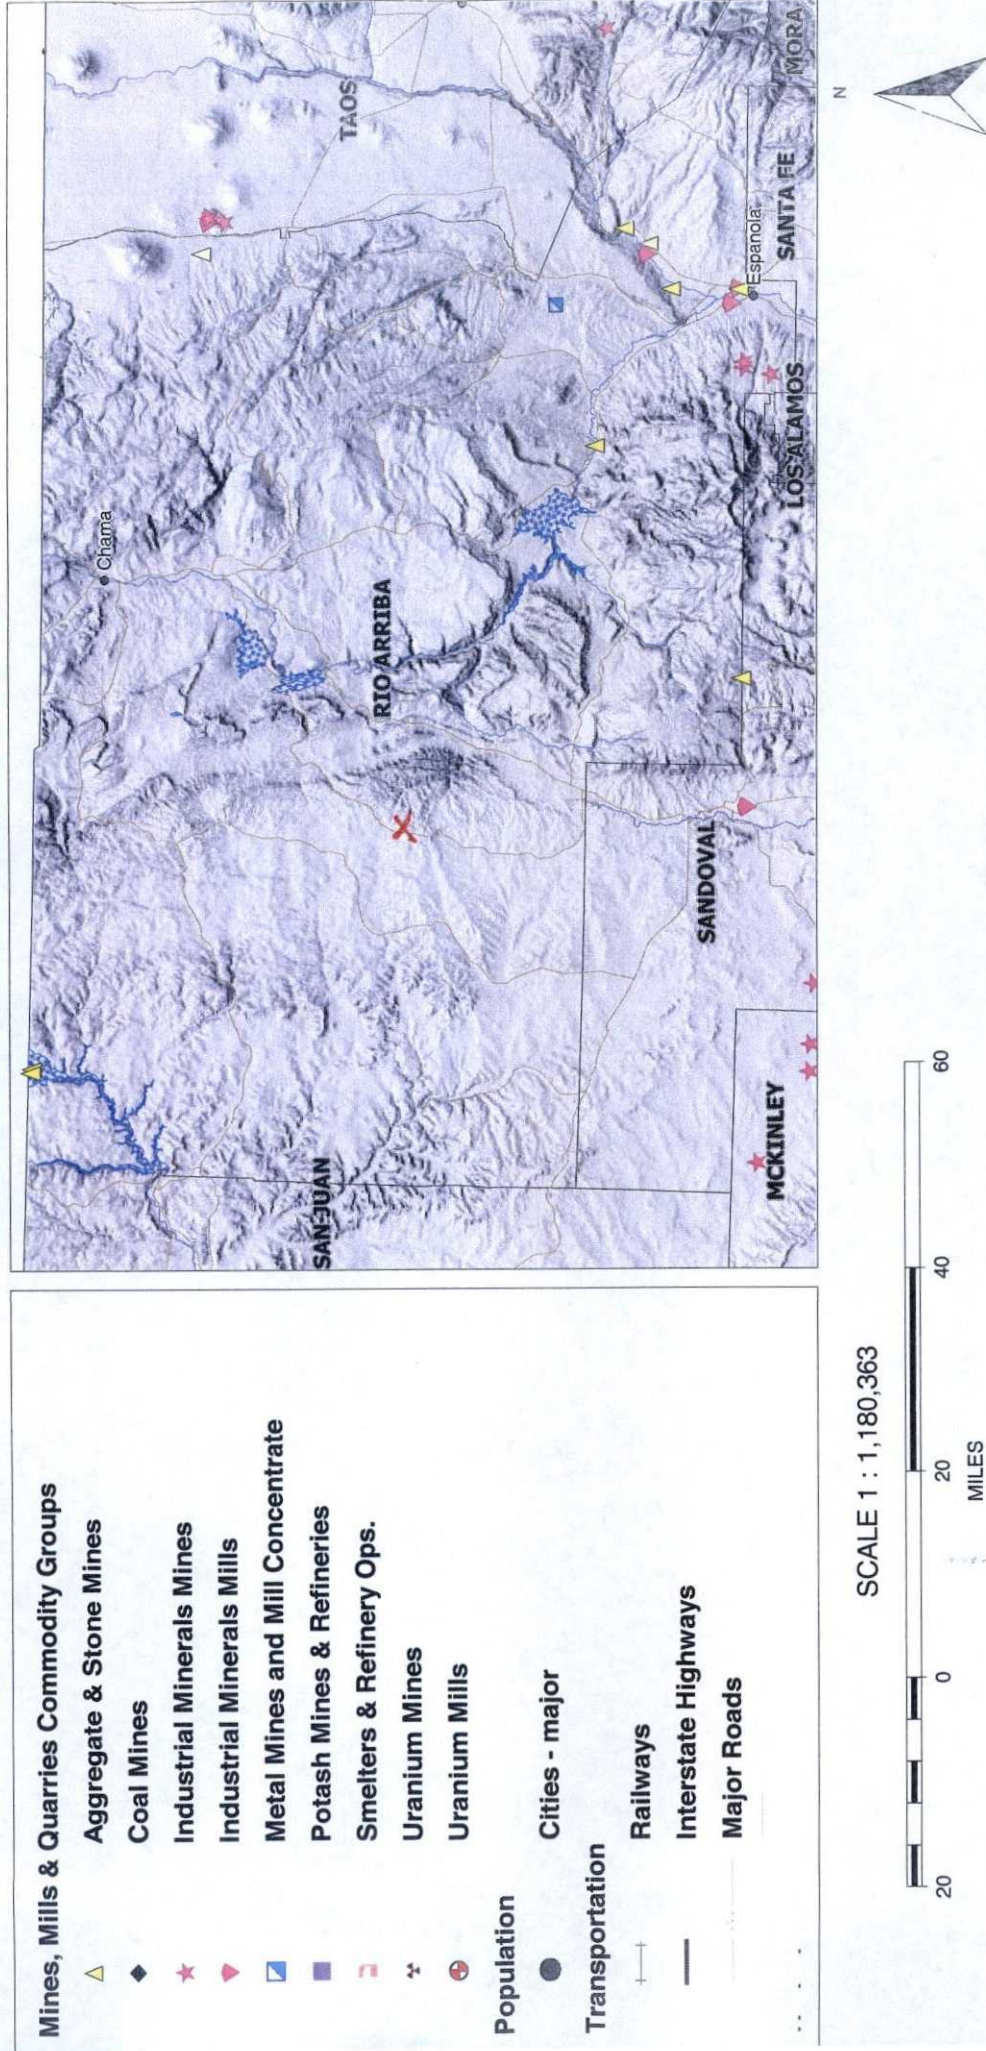 Mines, Mills & Quarries Commodity Groups
Aggregate & Stone Mines
Coal Mines
Industrial Minerals Mines
Industrial Minerals Mills
Metal Mines and Mill Concentrate
Potash Mines & Refineries
Smelters & Refinery Ops.
Uranium Mines
Uranium Mills
Population
Cities - major
Transportation
Railways
Interstate Highways
Major Roads
Chama
TAOS
SAN JUAN
RIO ARRIBA
SANDOVAL
MCKINLEY
LOS ALAMOS
Espanola
SANTA FE
MORA
N
SCALE 1 : 1,180,363
20 0 20 40 60
MILES